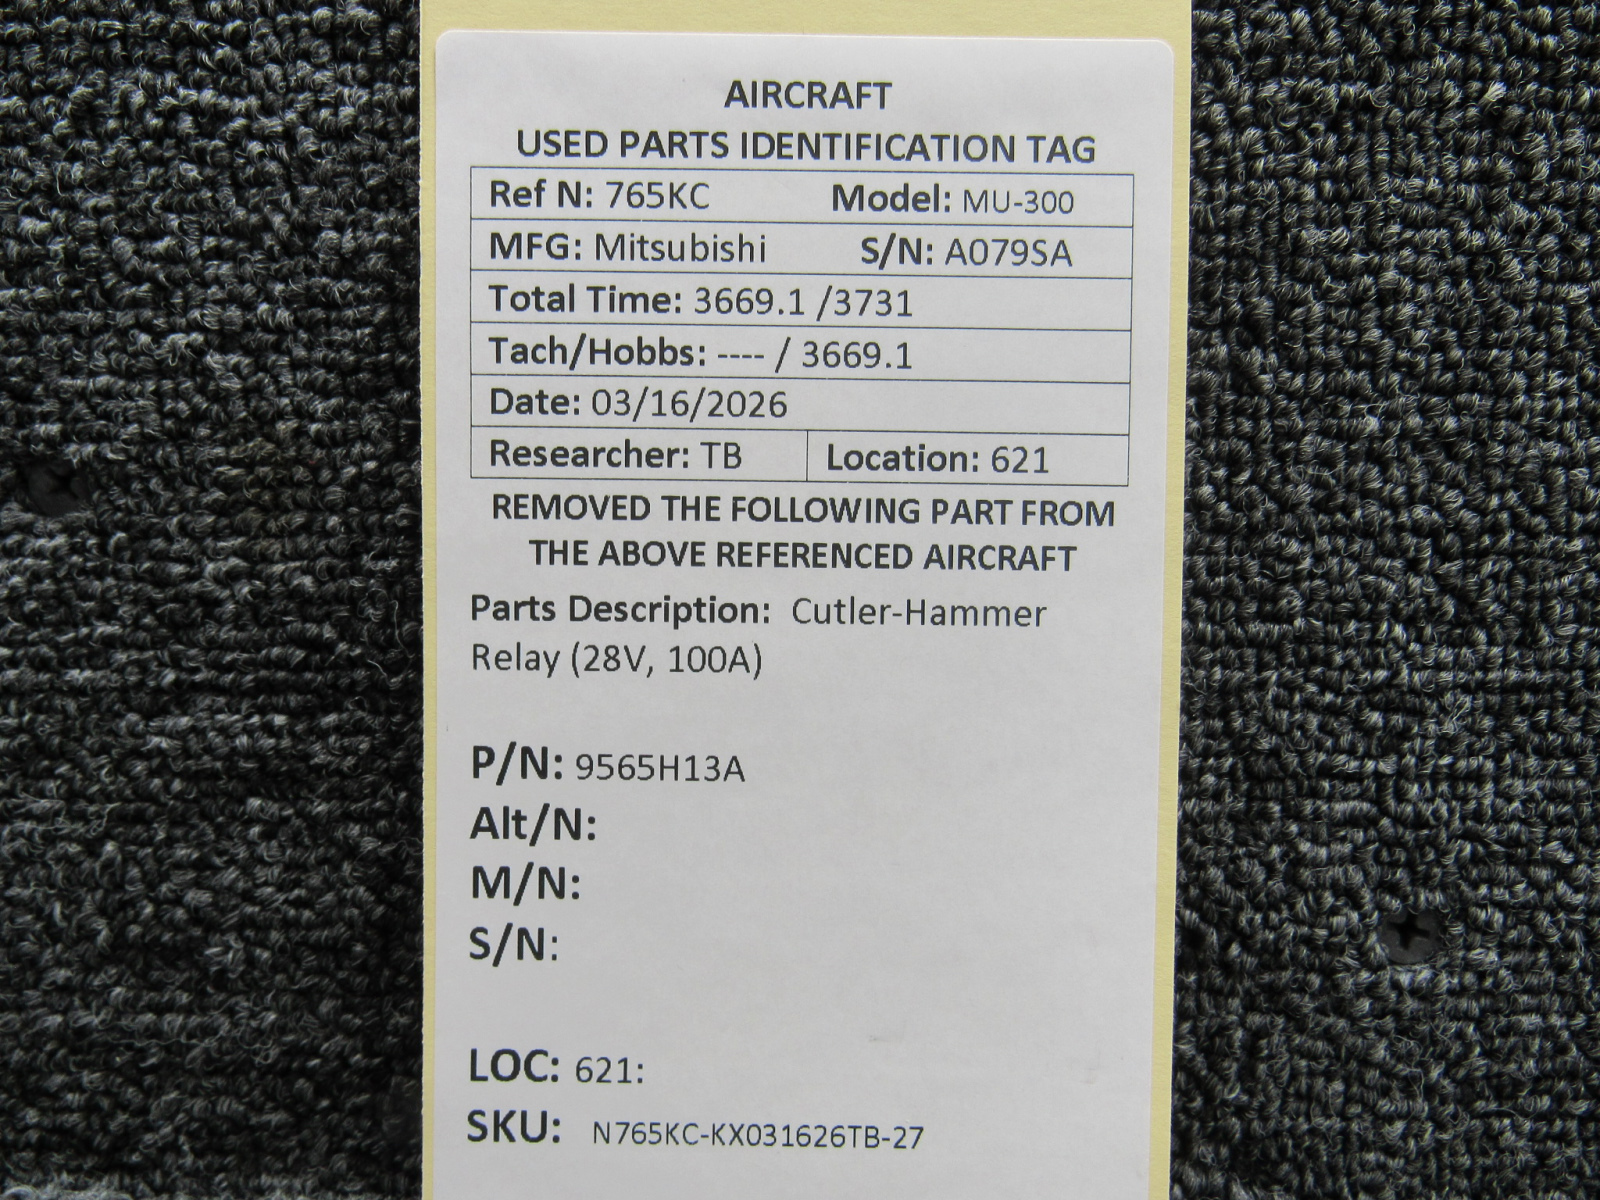 AIRCRAFT
USED PARTS IDENTIFICATION TAG
Ref N: 765KC Model: MU-300
MFG: Mitsubishi S/N: A079SA
Total Time: 3669.1 /3731
Tach/Hobbs: ---- / 3669.1
Date: 03/16/2026
Researcher: TB Location: 621
REMOVED THE FOLLOWING PART FROM
THE ABOVE REFERENCED AIRCRAFT
Parts Description: Cutler-Hammer
Relay (28V, 100A)
P/N: 9565H13A
Alt/N:
M/N:
S/N:
LOC: 621:
SKU: N765KC-KX031626TB-27